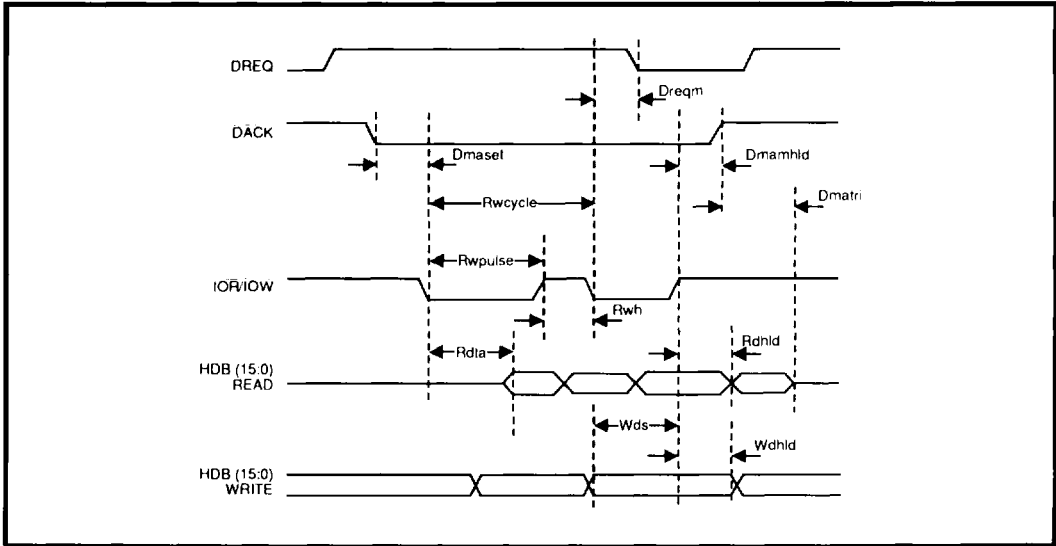 DREQ
Dreqm
DACK
Dmasel
Dmamhld
Dmatri
Rwcycle
Rwpulse
IOR/IOW
Rwh
Rdta
Rdhld
HDB (15:0)
READ
Wds
Wdhld
HDB (15:0)
WRITE